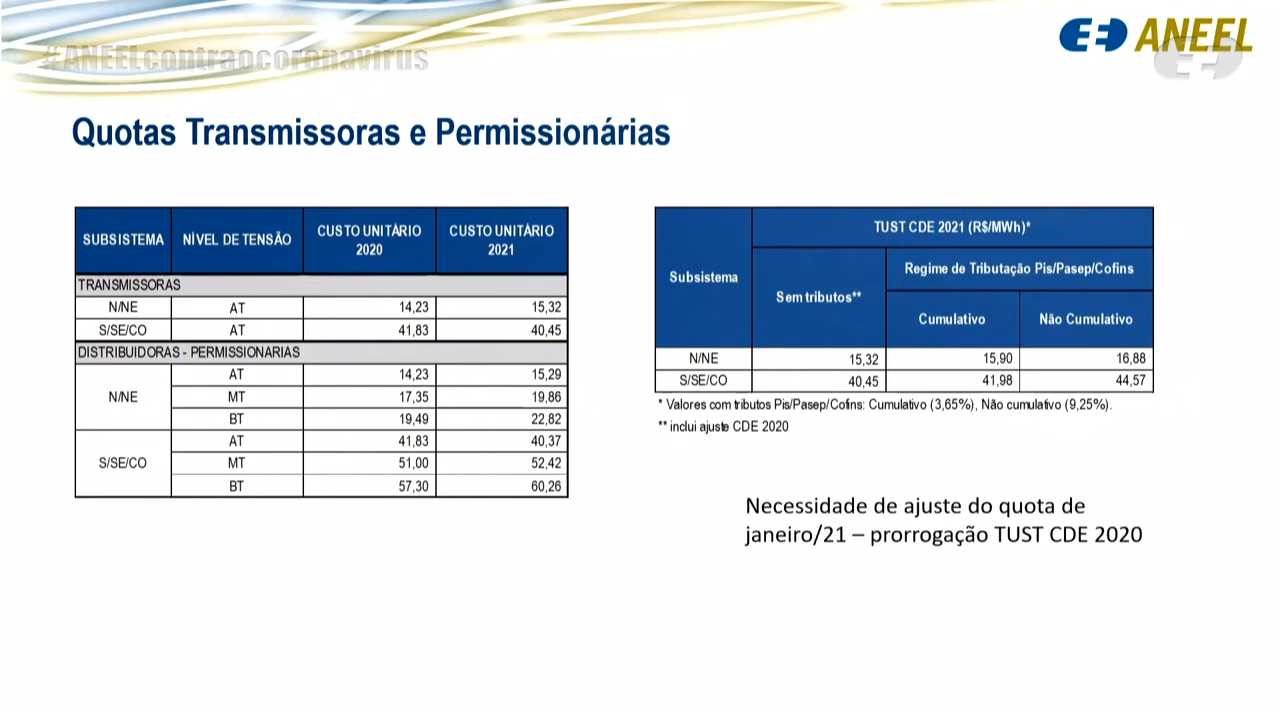 #ANEELcontraocoronavirus
ANEEL
Quotas Transmissoras e Permissionárias
SUBSISTEMA NÍVEL DE TENSÃO CUSTO UNITÁRIO 2020 CUSTO UNITÁRIO 2021
TRANSMISSORAS
N/NE AT 14,23 15,32
S/SE/CO AT 41,83 40,45
DISTRIBUIDORAS - PERMISSIONARIAS
N/NE AT 14,23 15,29
MT 17,35 19,86
BT 19,49 22,82
S/SE/CO AT 41,83 40,37
MT 51,00 52,42
BT 57,30 60,26
Subsistema TUST CDE 2021 (R$/MWh)*
Sem tributos** Regime de Tributação Pis/Pasep/Cofins
Cumulativo Não Cumulativo
N/NE 15,32 15,90 16,88
S/SE/CO 40,45 41,98 44,57
* Valores com tributos Pis/Pasep/Cofins: Cumulativo (3,65%), Não cumulativo (9,25%).
** inclui ajuste CDE 2020
Necessidade de ajuste do quota de
janeiro/21 – prorrogação TUST CDE 2020